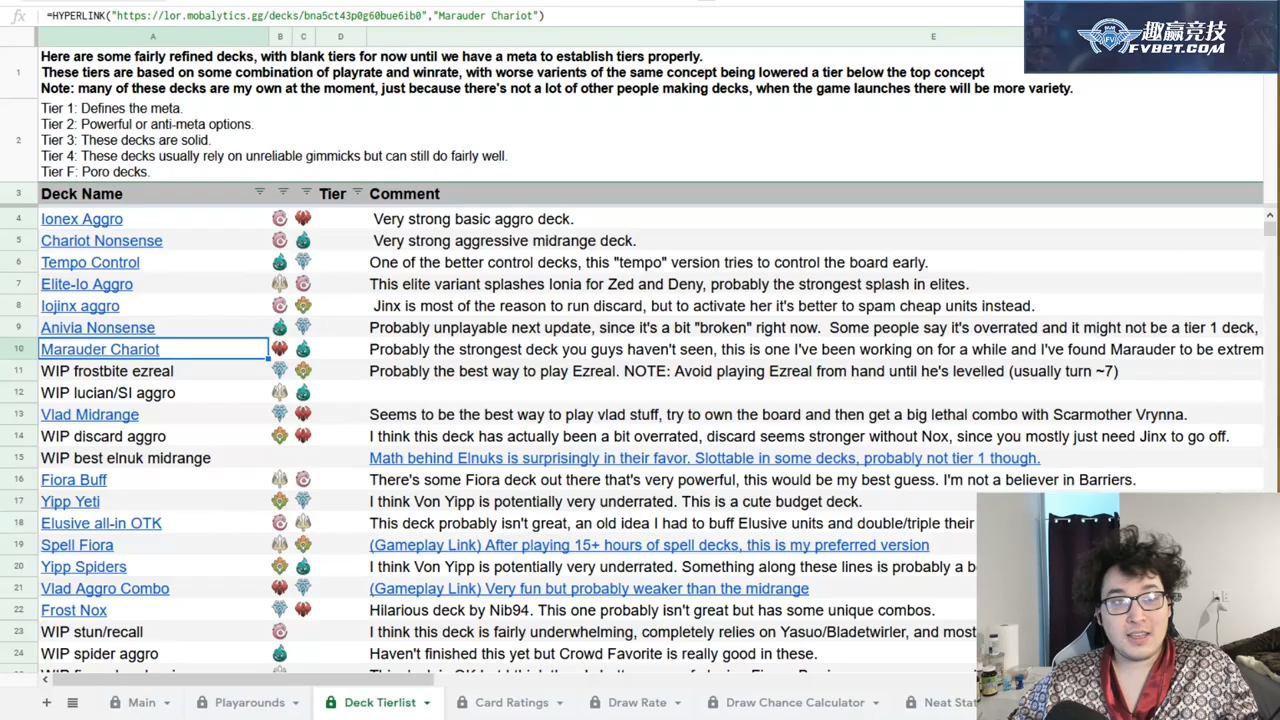 =HYPERLINK("https://lor.mobalytics.gg/decks/bna5ct43p0g60bue6ib0","Marauder Chariot")
趣赢竞技
FVBET.COM
A B C D E
1 Here are some fairly refined decks, with blank tiers for now until we have a meta to establish tiers properly.
These tiers are based on some combination of playrate and winrate, with worse varients of the same concept being lowered a tier below the top concept
Note: many of these decks are my own at the moment, just because there's not a lot of other people making decks, when the game launches there will be more variety.
2 Tier 1: Defines the meta.
Tier 2: Powerful or anti-meta options.
Tier 3: These decks are solid.
Tier 4: These decks usually rely on unreliable gimmicks but can still do fairly well.
Tier F: Poro decks.
3 Deck Name Tier Comment
4 Ionex Aggro Very strong basic aggro deck.
5 Chariot Nonsense Very strong aggressive midrange deck.
6 Tempo Control One of the better control decks, this "tempo" version tries to control the board early.
7 Elite-Io Aggro This elite variant splashes Ionia for Zed and Deny, probably the strongest splash in elites.
8 Iojinx aggro Jinx is most of the reason to run discard, but to activate her it's better to spam cheap units instead.
9 Anivia Nonsense Probably unplayable next update, since it's a bit "broken" right now. Some people say it's overrated and it might not be a tier 1 deck,
10 Marauder Chariot Probably the strongest deck you guys haven't seen, this is one I've been working on for a while and I've found Marauder to be extrem
11 WIP frostbite ezreal Probably the best way to play Ezreal. NOTE: Avoid playing Ezreal from hand until he's levelled (usually turn ~7)
12 WIP lucian/SI aggro
13 Vlad Midrange Seems to be the best way to play vlad stuff, try to own the board and then get a big lethal combo with Scarmother Vrynna.
14 WIP discard aggro I think this deck has actually been a bit overrated, discard seems stronger without Nox, since you mostly just need Jinx to go off.
15 WIP best elnuk midrange Math behind Elnuks is surprisingly in their favor. Slottable in some decks, probably not tier 1 though.
16 Fiora Buff There's some Fiora deck out there that's very powerful, this would be my best guess. I'm not a believer in Barriers.
17 Yipp Yeti I think Von Yipp is potentially very underrated. This is a cute budget deck.
18 Elusive all-in OTK This deck probably isn't great, an old idea I had to buff Elusive units and double/triple their
19 Spell Fiora (Gameplay Link) After playing 15+ hours of spell decks, this is my preferred version
20 Yipp Spiders I think Von Yipp is potentially very underrated. Something along these lines is probably a b
21 Vlad Aggro Combo (Gameplay Link) Very fun but probably weaker than the midrange
22 Frost Nox Hilarious deck by Nib94. This one probably isn't great but has some unique combos.
23 WIP stun/recall I think this deck is fairly underwhelming, completely relies on Yasuo/Bladetwirler, and most
24 WIP spider aggro Haven't finished this yet but Crowd Favorite is really good in these.
Main Playarounds Deck Tierlist Card Ratings Draw Rate Draw Chance Calculator Neat Stat